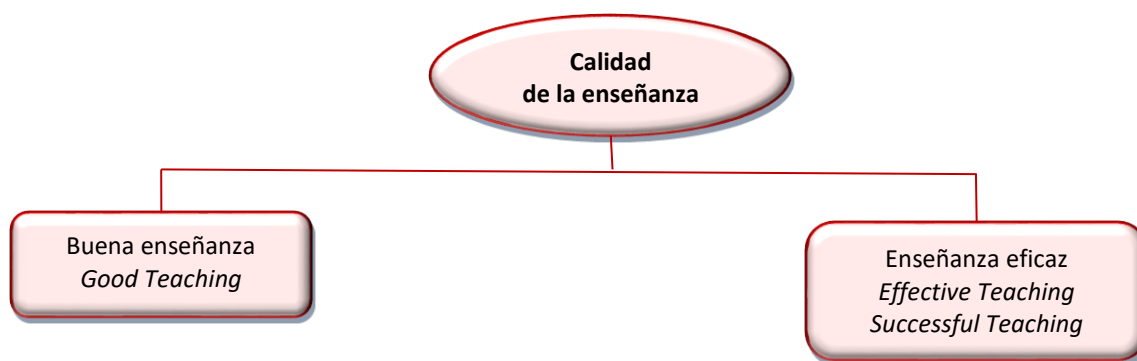 Calidad
de la enseñanza
Buena enseñanza
Good Teaching
Enseñanza eficaz
Effective Teaching
Successful Teaching